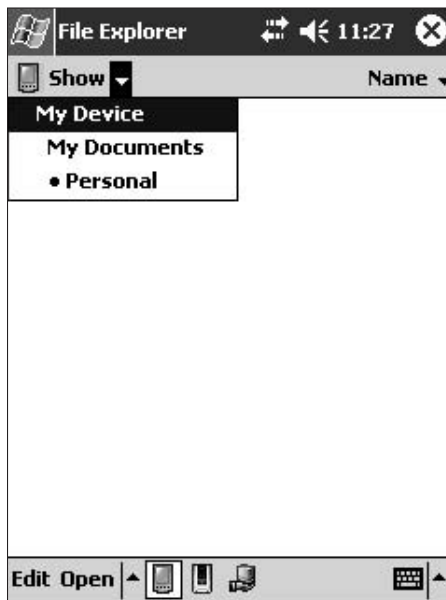 File Explorer 11:27
Show Name
My Device
My Documents
• Personal
Edit Open